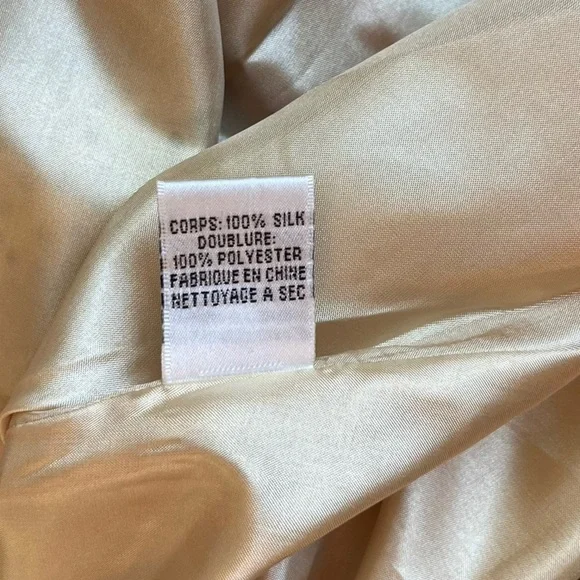 CORPS: 100% SILK
DOUBLURE:
100% POLYESTER
FABRIQUE EN CHINE
NETTOYAGE A SEC